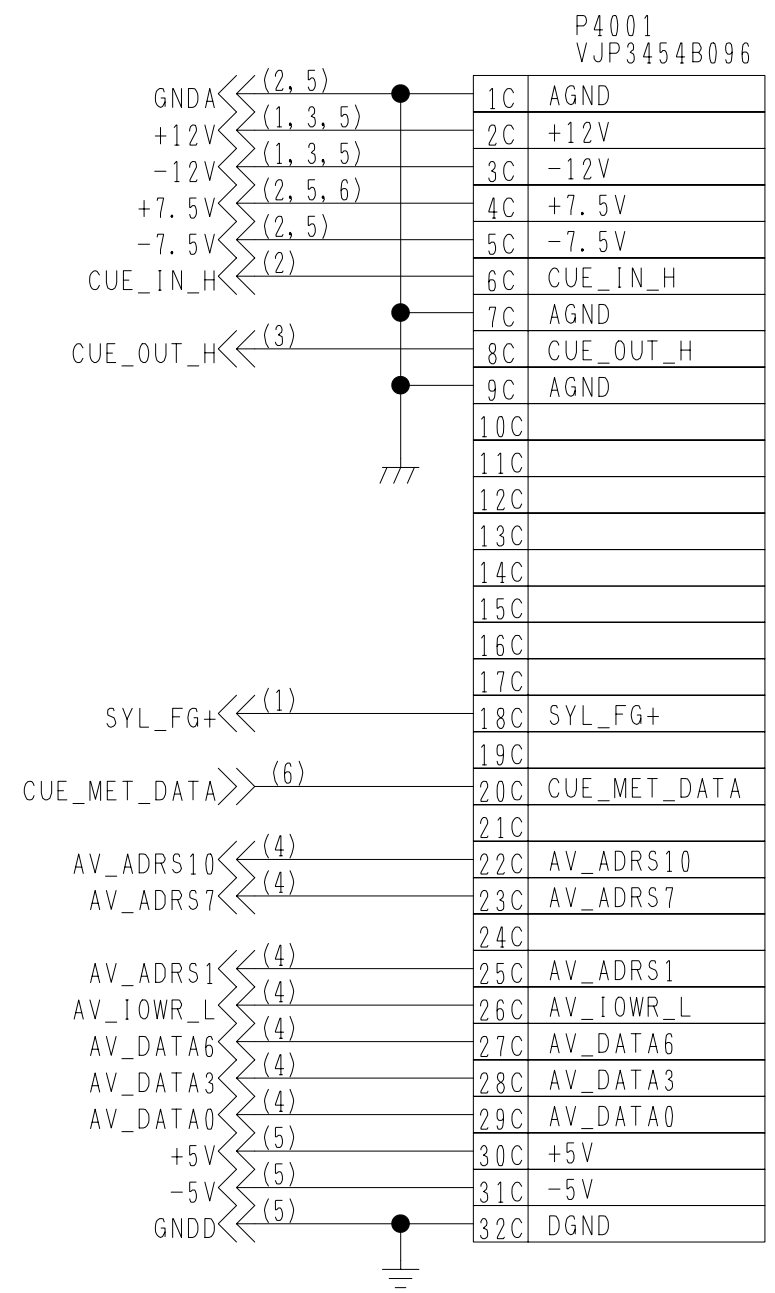 P4001
VJP3454B096
GNDA (2, 5) 1C AGND
+12V (1, 3, 5) 2C +12V
-12V (1, 3, 5) 3C -12V
+7.5V (2, 5, 6) 4C +7.5V
-7.5V (2, 5) 5C -7.5V
CUE_IN_H (2) 6C CUE_IN_H
7C AGND
CUE_OUT_H (3) 8C CUE_OUT_H
9C AGND
10C
11C
12C
13C
14C
15C
16C
17C
SYL_FG+ (1) 18C SYL_FG+
19C
CUE_MET_DATA (6) 20C CUE_MET_DATA
21C
AV_ADRS10 (4) 22C AV_ADRS10
AV_ADRS7 (4) 23C AV_ADRS7
24C
AV_ADRS1 (4) 25C AV_ADRS1
AV_IOWR_L (4) 26C AV_IOWR_L
AV_DATA6 (4) 27C AV_DATA6
AV_DATA3 (4) 28C AV_DATA3
AV_DATA0 (4) 29C AV_DATA0
+5V (5) 30C +5V
-5V (5) 31C -5V
GNDD (5) 32C DGND